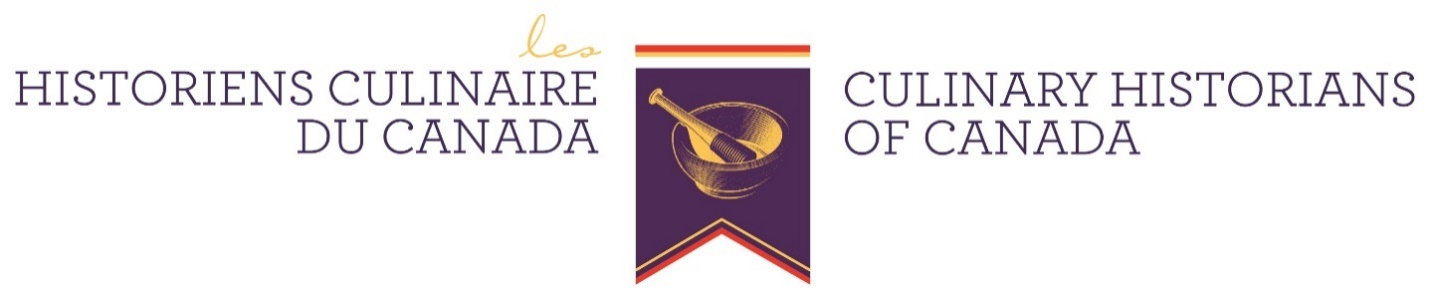 les
HISTORIENS CULINAIRE
DU CANADA
CULINARY HISTORIANS
OF CANADA